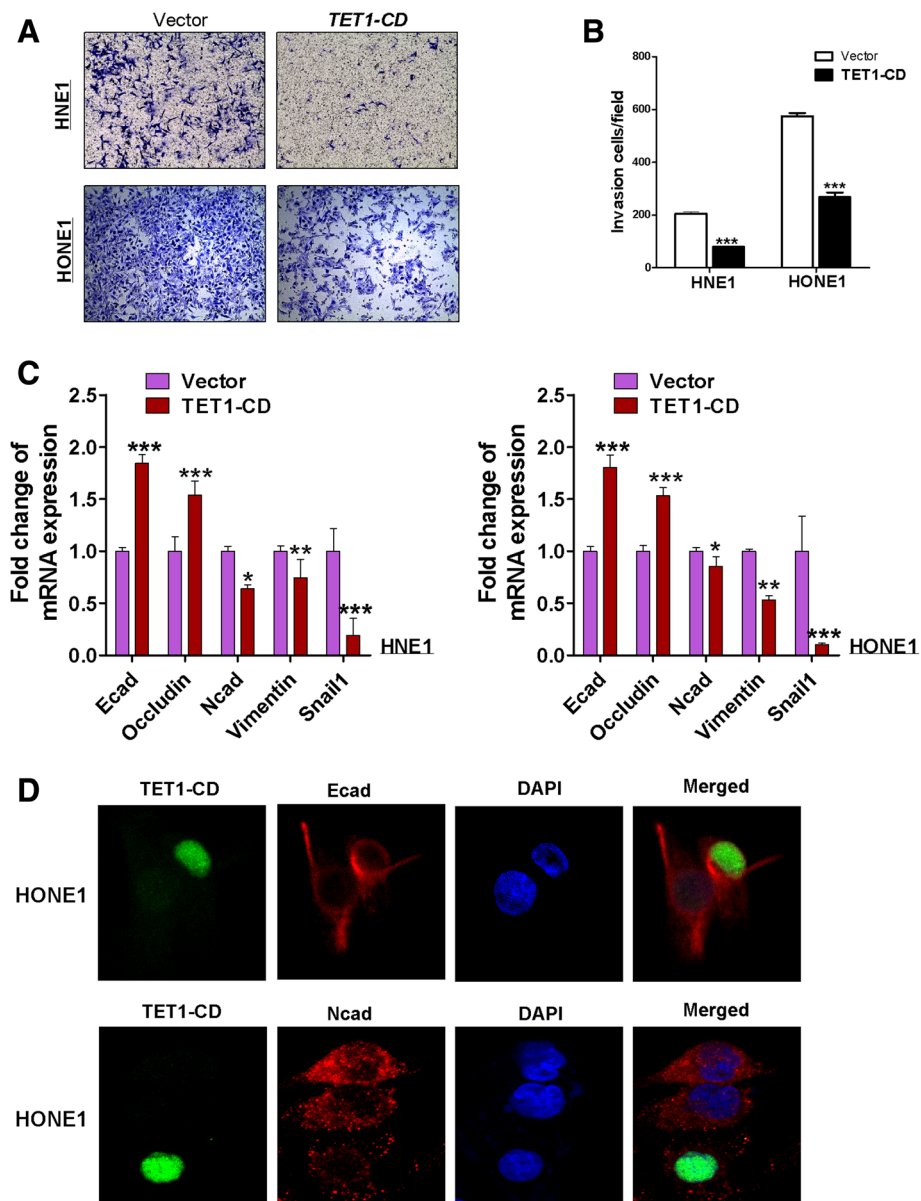 A
Vector
TET1-CD
HNE1
HONE1
B
Invasion cells/field
800
600
400
200
0
Vector
TET1-CD
***
***
HNE1
HONE1
C
Fold change of
mRNA expression
2.5
2.0
1.5
1.0
0.5
0.0
Vector
TET1-CD
***
***
*
**
***
Ecad
Occludin
Ncad
Vimentin
Snail1
HNE1
Fold change of
mRNA expression
2.5
2.0
1.5
1.0
0.5
0.0
Vector
TET1-CD
***
***
*
**
***
Ecad
Occludin
Ncad
Vimentin
Snail1
HONE1
D
TET1-CD
Ecad
DAPI
Merged
HONE1
TET1-CD
Ncad
DAPI
Merged
HONE1